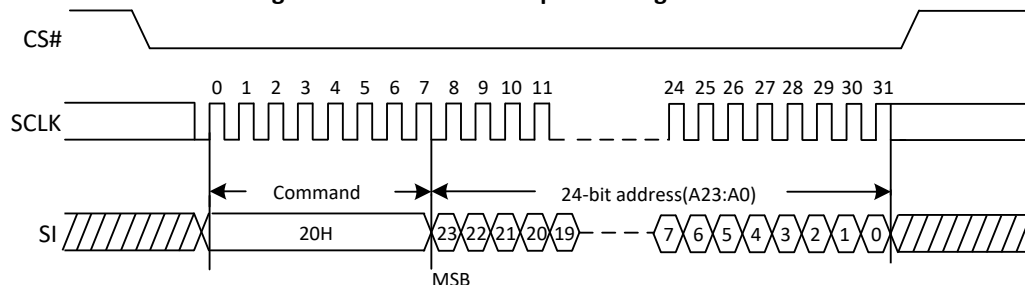 CS#
0 1 2 3 4 5 6 7 8 9 10 11 24 25 26 27 28 29 30 31
SCLK
Command 24-bit address(A23:A0)
SI 20H 23 22 21 20 19 7 6 5 4 3 2 1 0
MSB